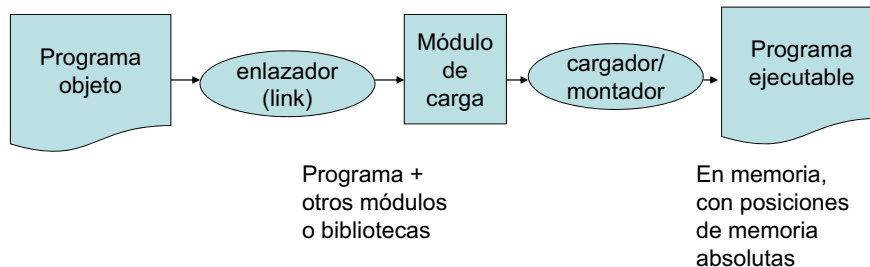 Programa
objeto
enlazador
(link)
Módulo
de
carga
cargador/
montador
Programa
ejecutable
Programa +
otros módulos
o bibliotecas
En memoria,
con posiciones
de memoria
absolutas